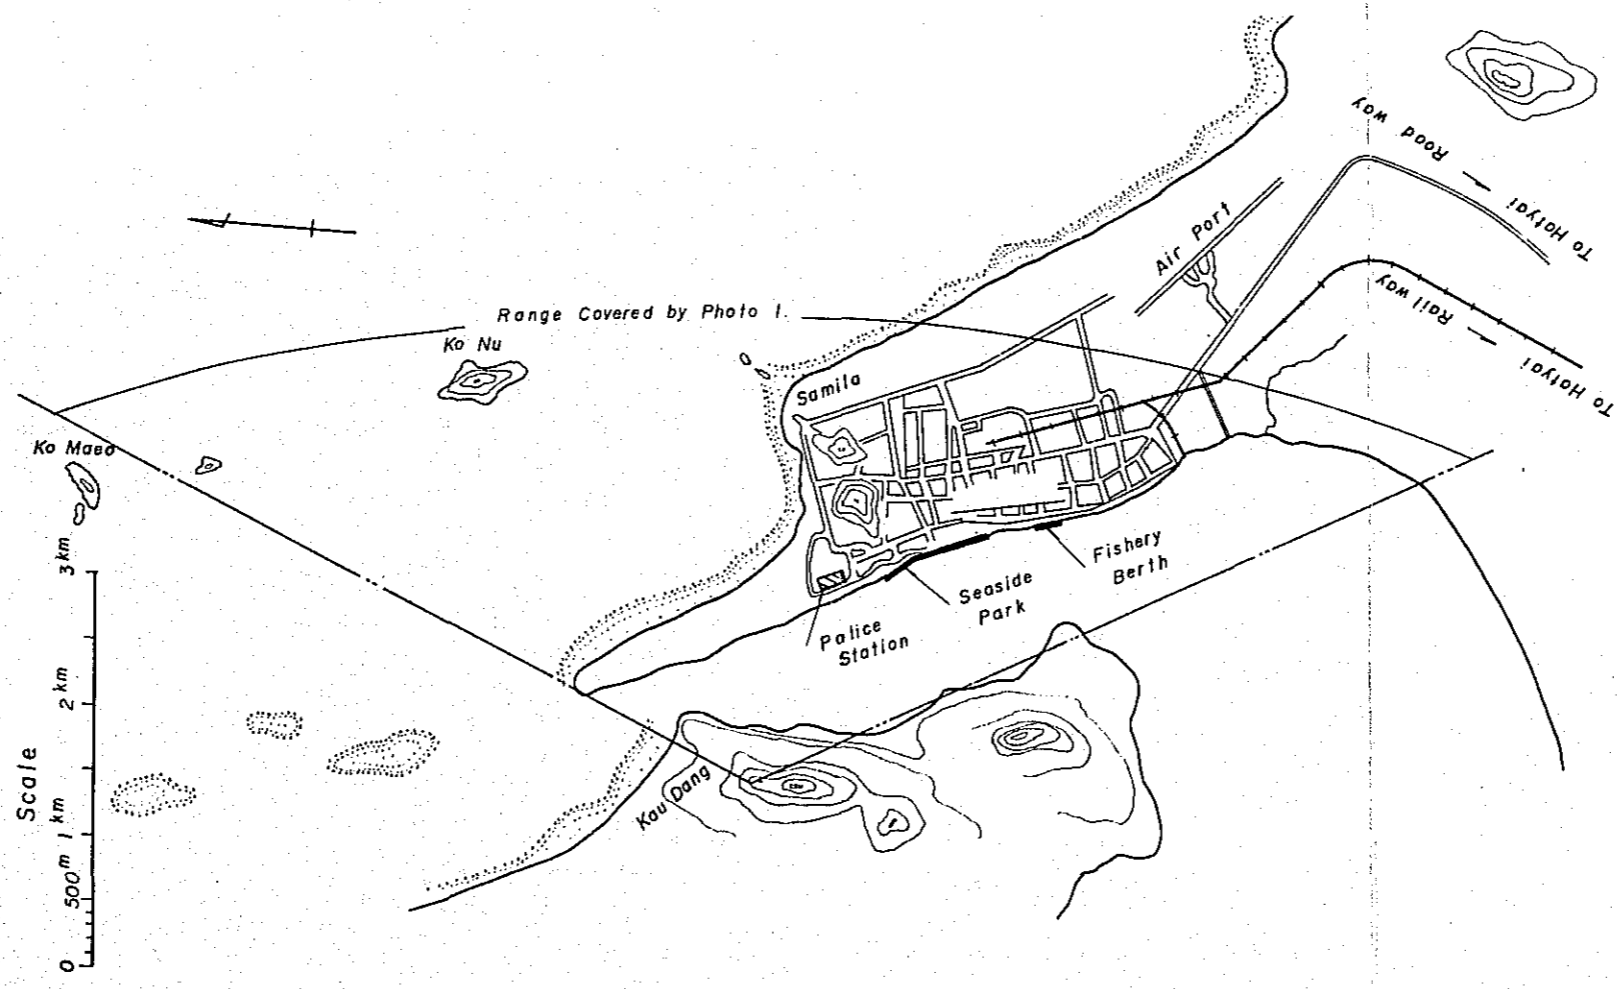 Road way
To Hatyai
Air Port
Rail way
To Hatyai
Range Covered by Photo 1.
Ko Nu
Samila
Ko Maeo
Fishery
Berth
Seaside
Park
Palice
Station
Kau Dang
Scale
0 500m 1km 2km 3km